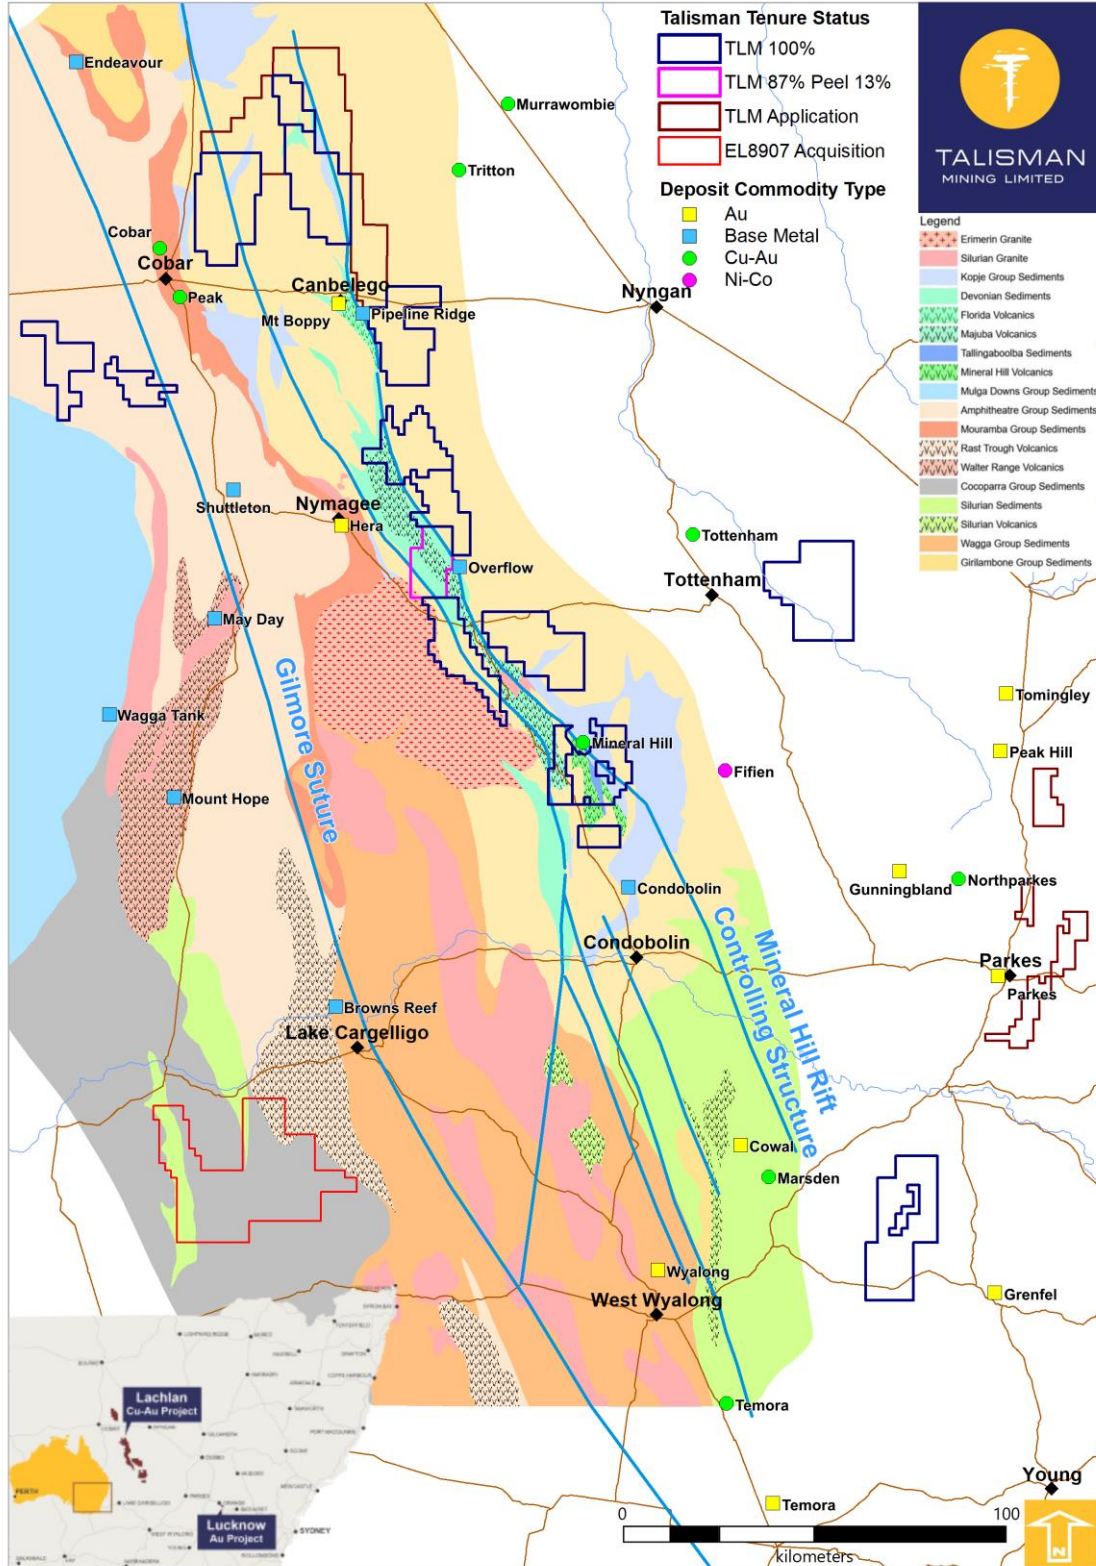 Talisman Tenure Status
TLM 100%
TLM 87% Peel 13%
TLM Application
EL8907 Acquisition
Deposit Commodity Type
Au
Base Metal
Cu-Au
Ni-Co
TALISMAN
MINING LIMITED
Legend
Erimerin Granite
Silurian Granite
Kopje Group Sediments
Devonian Sediments
Florida Volcanics
Majuba Volcanics
Tallingaboolba Sediments
Mineral Hill Volcanics
Mulga Downs Group Sediments
Amphitheatre Group Sediments
Mouramba Group Sediments
Rast Trough Volcanics
Walter Range Volcanics
Cocoparra Group Sediments
Silurian Sediments
Silurian Volcanics
Wagga Group Sediments
Girilambone Group Sediments
Endeavour
Murrawombie
Tritton
Cobar
Cobar
Peak
Canbelego
Mt Boppy
Pipeline Ridge
Nyngan
Shuttleton
Nymagee
Hera
Tottenham
Overflow
Tottenham
May Day
Gilmore Suture
Wagga Tank
Tomingley
Mineral Hill
Peak Hill
Fifien
Mount Hope
Gunningbland
Northparkes
Condobolin
Condobolin
Mineral Hill Rift
Controlling Structure
Parkes
Parkes
Browns Reef
Lake Cargelligo
Cowal
Marsden
Wyalong
West Wyalong
Grenfel
Temora
Temora
Young
Lachlan
Cu-Au Project
Lucknow
Au Project
PERTH
SYDNEY
0
100
kilometers
N